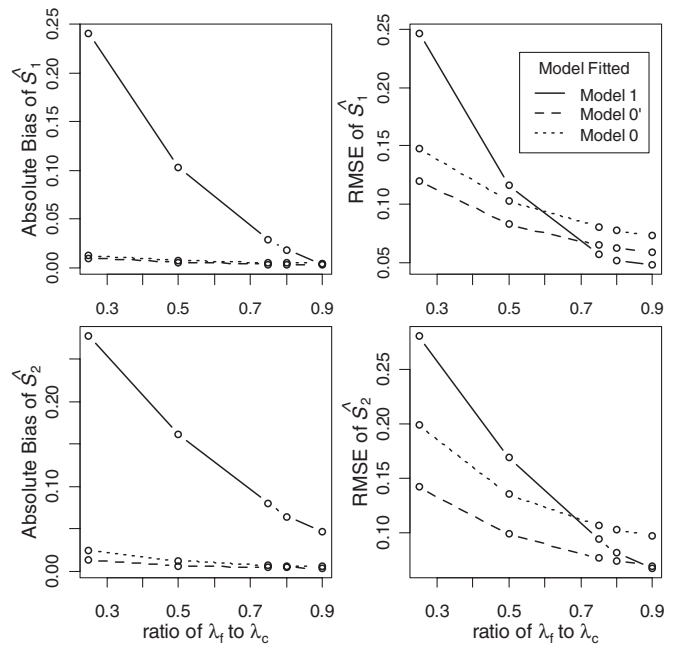 Absolute Bias of Ŝ₁
0.00 0.05 0.10 0.15 0.20 0.25
0.3 0.5 0.7 0.9
RMSE of Ŝ₁
0.05 0.10 0.15 0.20 0.25
0.3 0.5 0.7 0.9
Model Fitted
Model 1
Model 0'
Model 0
Absolute Bias of Ŝ₂
0.00 0.10 0.20
0.3 0.5 0.7 0.9
ratio of λf to λc
RMSE of Ŝ₂
0.10 0.15 0.20 0.25
0.3 0.5 0.7 0.9
ratio of λf to λc